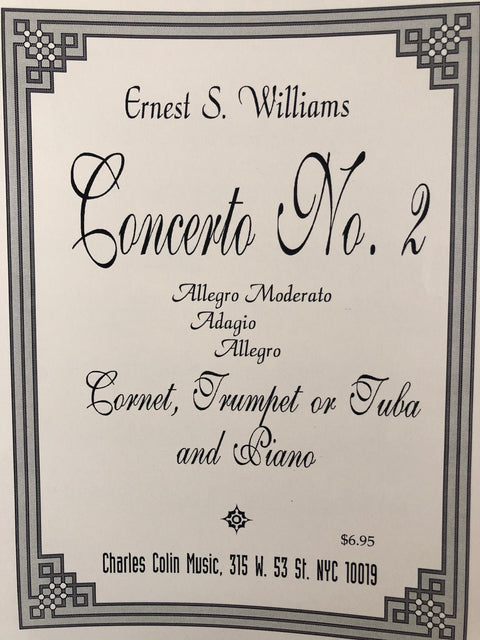 Ernest S. Williams
Concerto No. 2
Allegro Moderato
Adagio
Allegro
Cornet, Trumpet or Tuba
and Piano
$6.95
Charles Colin Music, 315 W. 53 St. NYC 10019